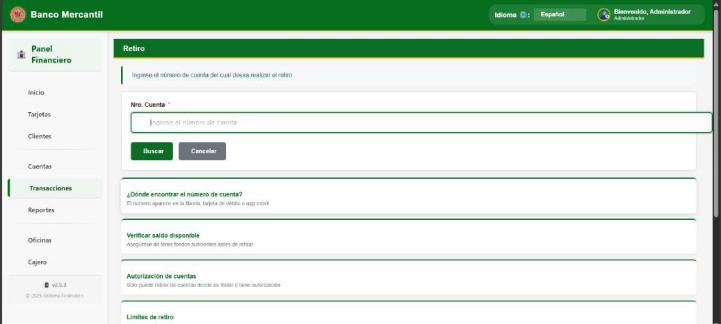 Banco Mercantil
Idioma : Español
Bienvenido, Administrador
Administrador
Panel Financiero
Inicio
Tarjetas
Clientes
Cuentas
Transacciones
Reportes
Oficinas
Cajero
v2.5.3
© 2025 Sistema Financiero
Retiro
Ingrese el número de cuenta del cual desea realizar el retiro
Nro. Cuenta *
Ingrese el número de cuenta
Buscar
Cancelar
¿Dónde encontrar el número de cuenta?
El número aparece en la libreta, tarjeta de débito o app móvil
Verificar saldo disponible
Asegúrese de tener fondos suficientes antes de retirar
Autorización de cuentas
Solo puede retirar de cuentas donde es titular o tiene autorización
Límites de retiro